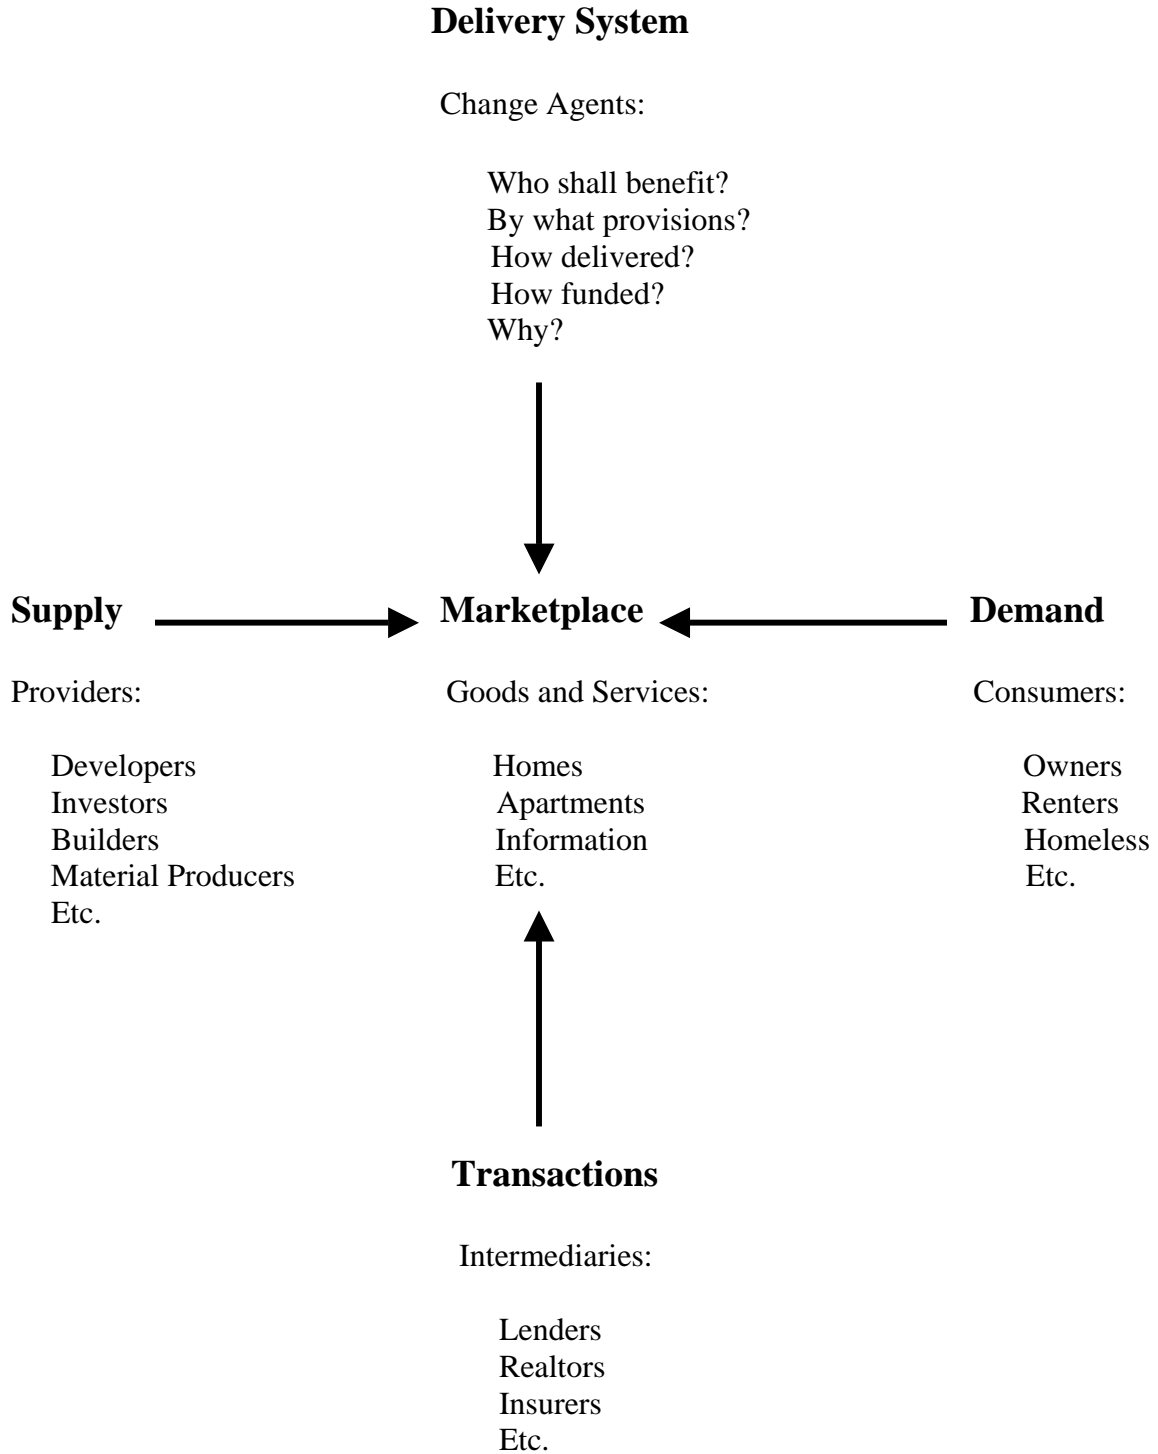 Delivery System
Change Agents:
Who shall benefit?
By what provisions?
How delivered?
How funded?
Why?
Supply
Marketplace
Demand
Providers:
Goods and Services:
Consumers:
Developers
Investors
Builders
Material Producers
Etc.
Homes
Apartments
Information
Etc.
Owners
Renters
Homeless
Etc.
Transactions
Intermediaries:
Lenders
Realtors
Insurers
Etc.